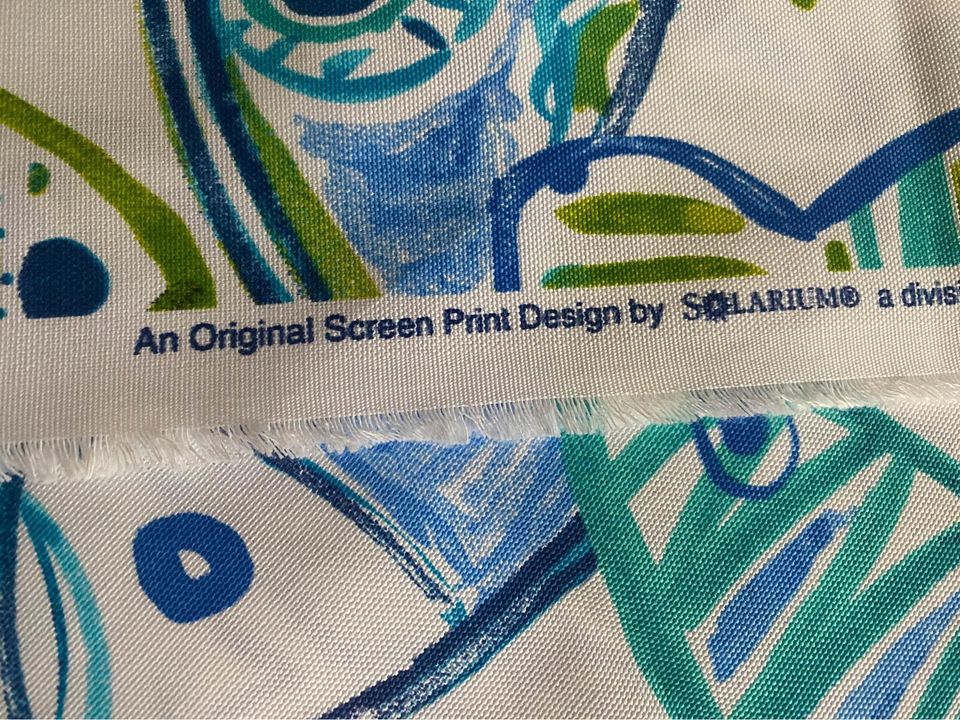 An Original Screen Print Design by SOLARIUM® a divisi